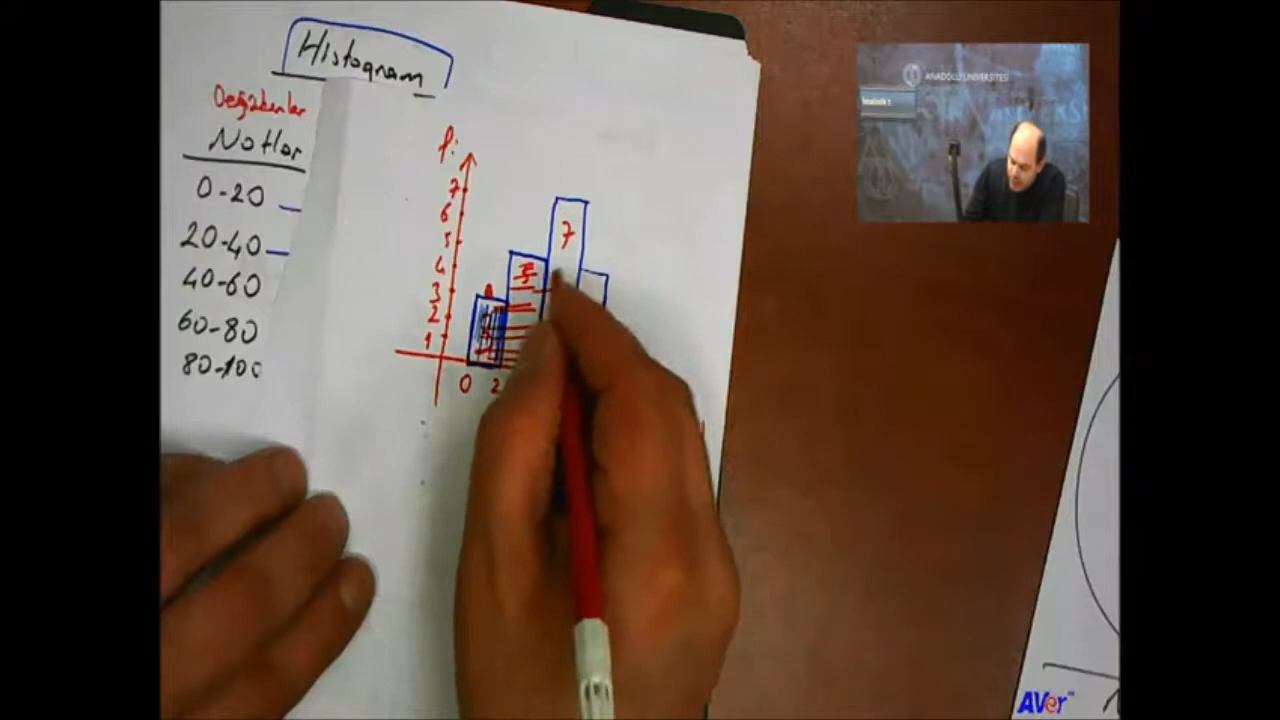 Histogram
Değişkenler
Notlar
0-20
20-40
40-60
60-80
80-100
fi
7
6
5
4
3
2
1
0 2
7
ANADOLU ÜNİVERSİTESİ
AVer